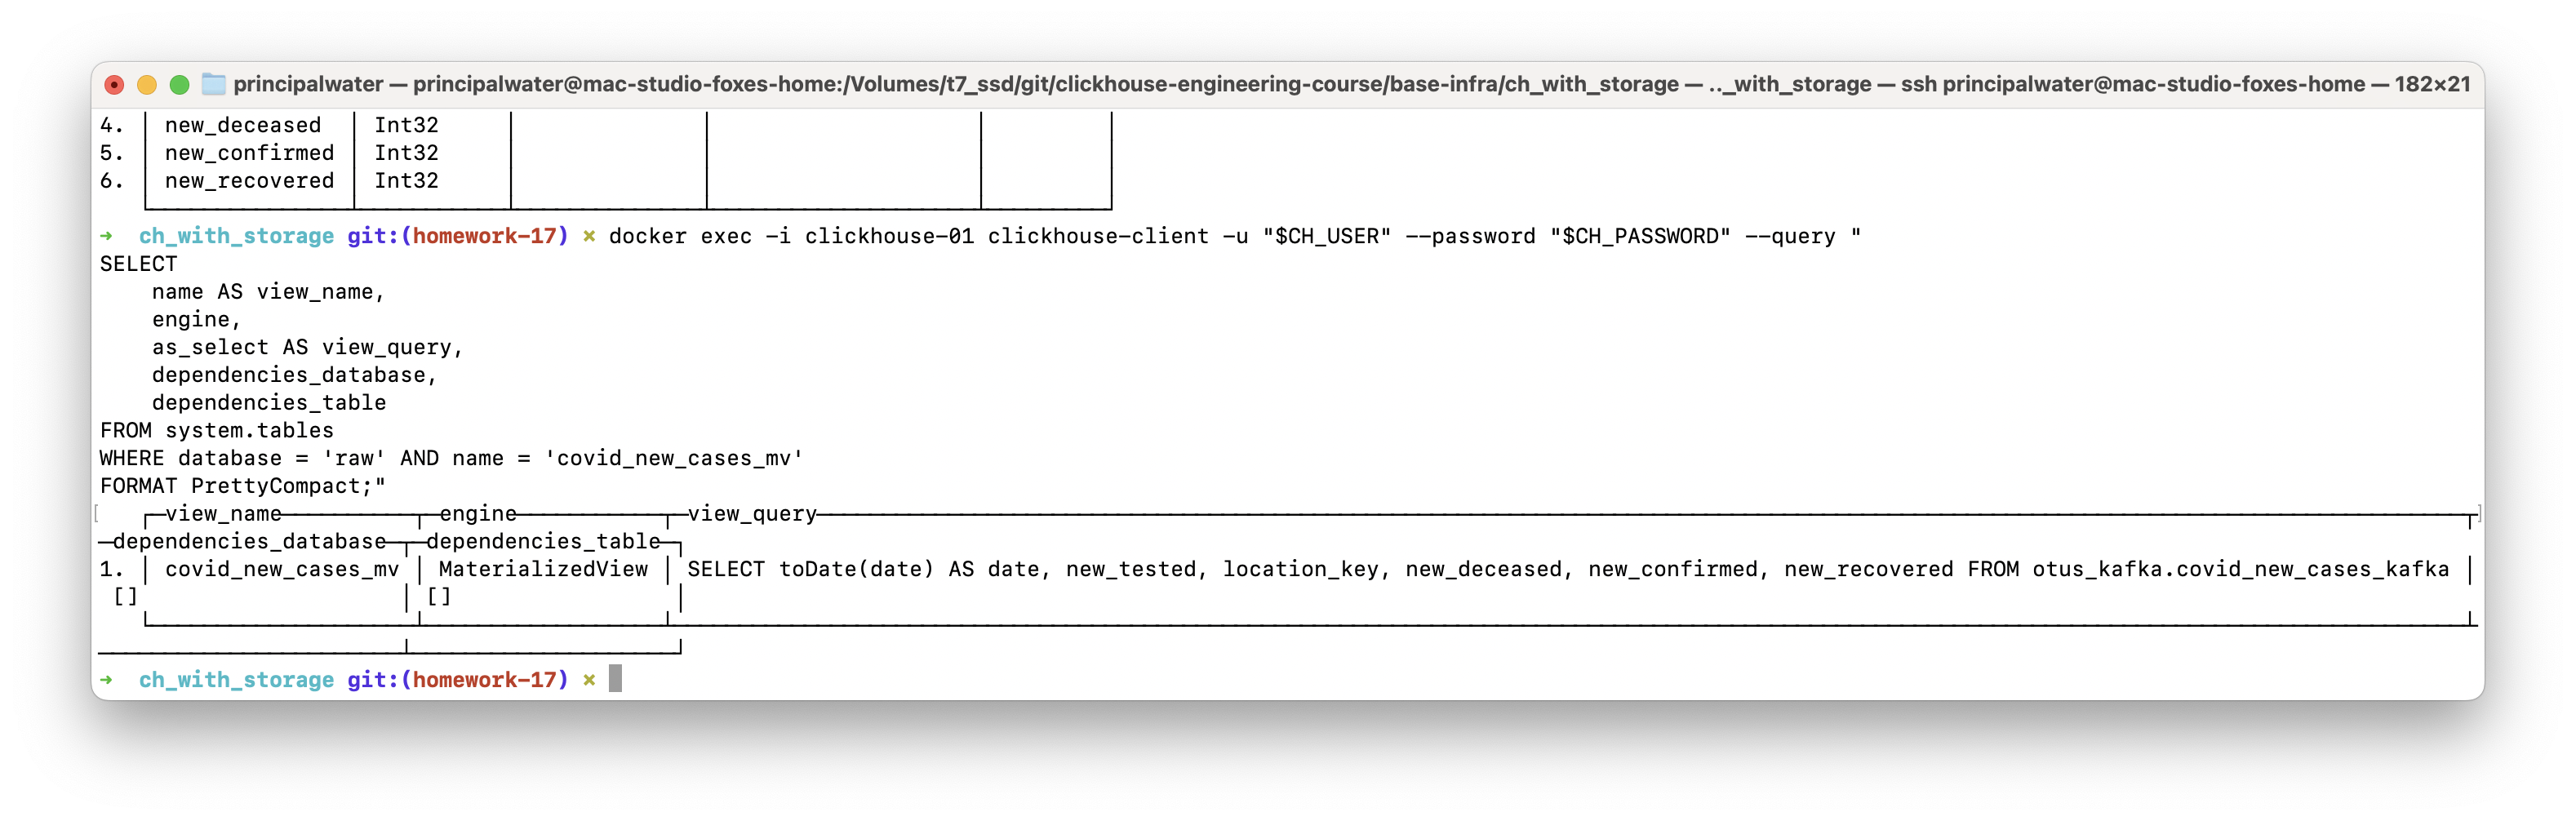 principalwater — principalwater@mac-studio-foxes-home:/Volumes/t7_ssd/git/clickhouse-engineering-course/base-infra/ch_with_storage — .._with_storage — ssh principalwater@mac-studio-foxes-home — 182×21
4. │ new_deceased │ Int32 │ │ │ │
5. │ new_confirmed │ Int32 │ │ │ │
6. │ new_recovered │ Int32 │ │ │ │
➜ ch_with_storage git:(homework-17) ✗ docker exec -i clickhouse-01 clickhouse-client -u "$CH_USER" --password "$CH_PASSWORD" --query "
SELECT
    name AS view_name,
    engine,
    as_select AS view_query,
    dependencies_database,
    dependencies_table
FROM system.tables
WHERE database = 'raw' AND name = 'covid_new_cases_mv'
FORMAT PrettyCompact;"
┌─view_name──────────┬─engine───────────┬─view_query──────────┬
─dependencies_database─┬─dependencies_table─┐
1. │ covid_new_cases_mv │ MaterializedView │ SELECT toDate(date) AS date, new_tested, location_key, new_deceased, new_confirmed, new_recovered FROM otus_kafka.covid_new_cases_kafka │
[] │ [] │
➜ ch_with_storage git:(homework-17) ✗